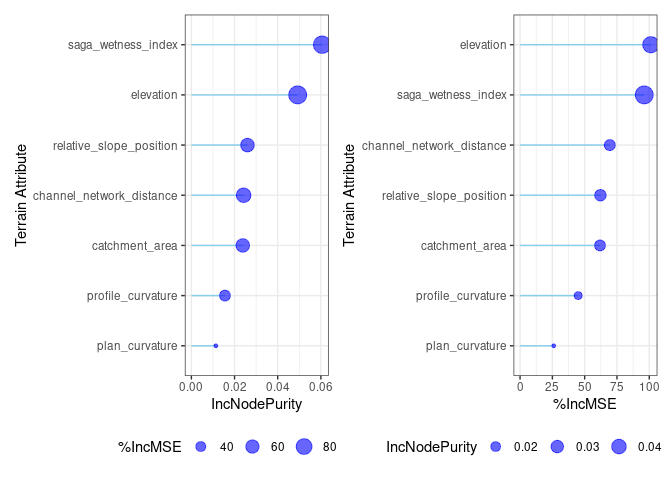 Terrain Attribute
saga_wetness_index
elevation
relative_slope_position
channel_network_distance
catchment_area
profile_curvature
plan_curvature
0.00 0.02 0.04 0.06
IncNodePurity
%IncMSE 40 60 80
Terrain Attribute
elevation
saga_wetness_index
channel_network_distance
relative_slope_position
catchment_area
profile_curvature
plan_curvature
0 25 50 75 100
%IncMSE
IncNodePurity 0.02 0.03 0.04